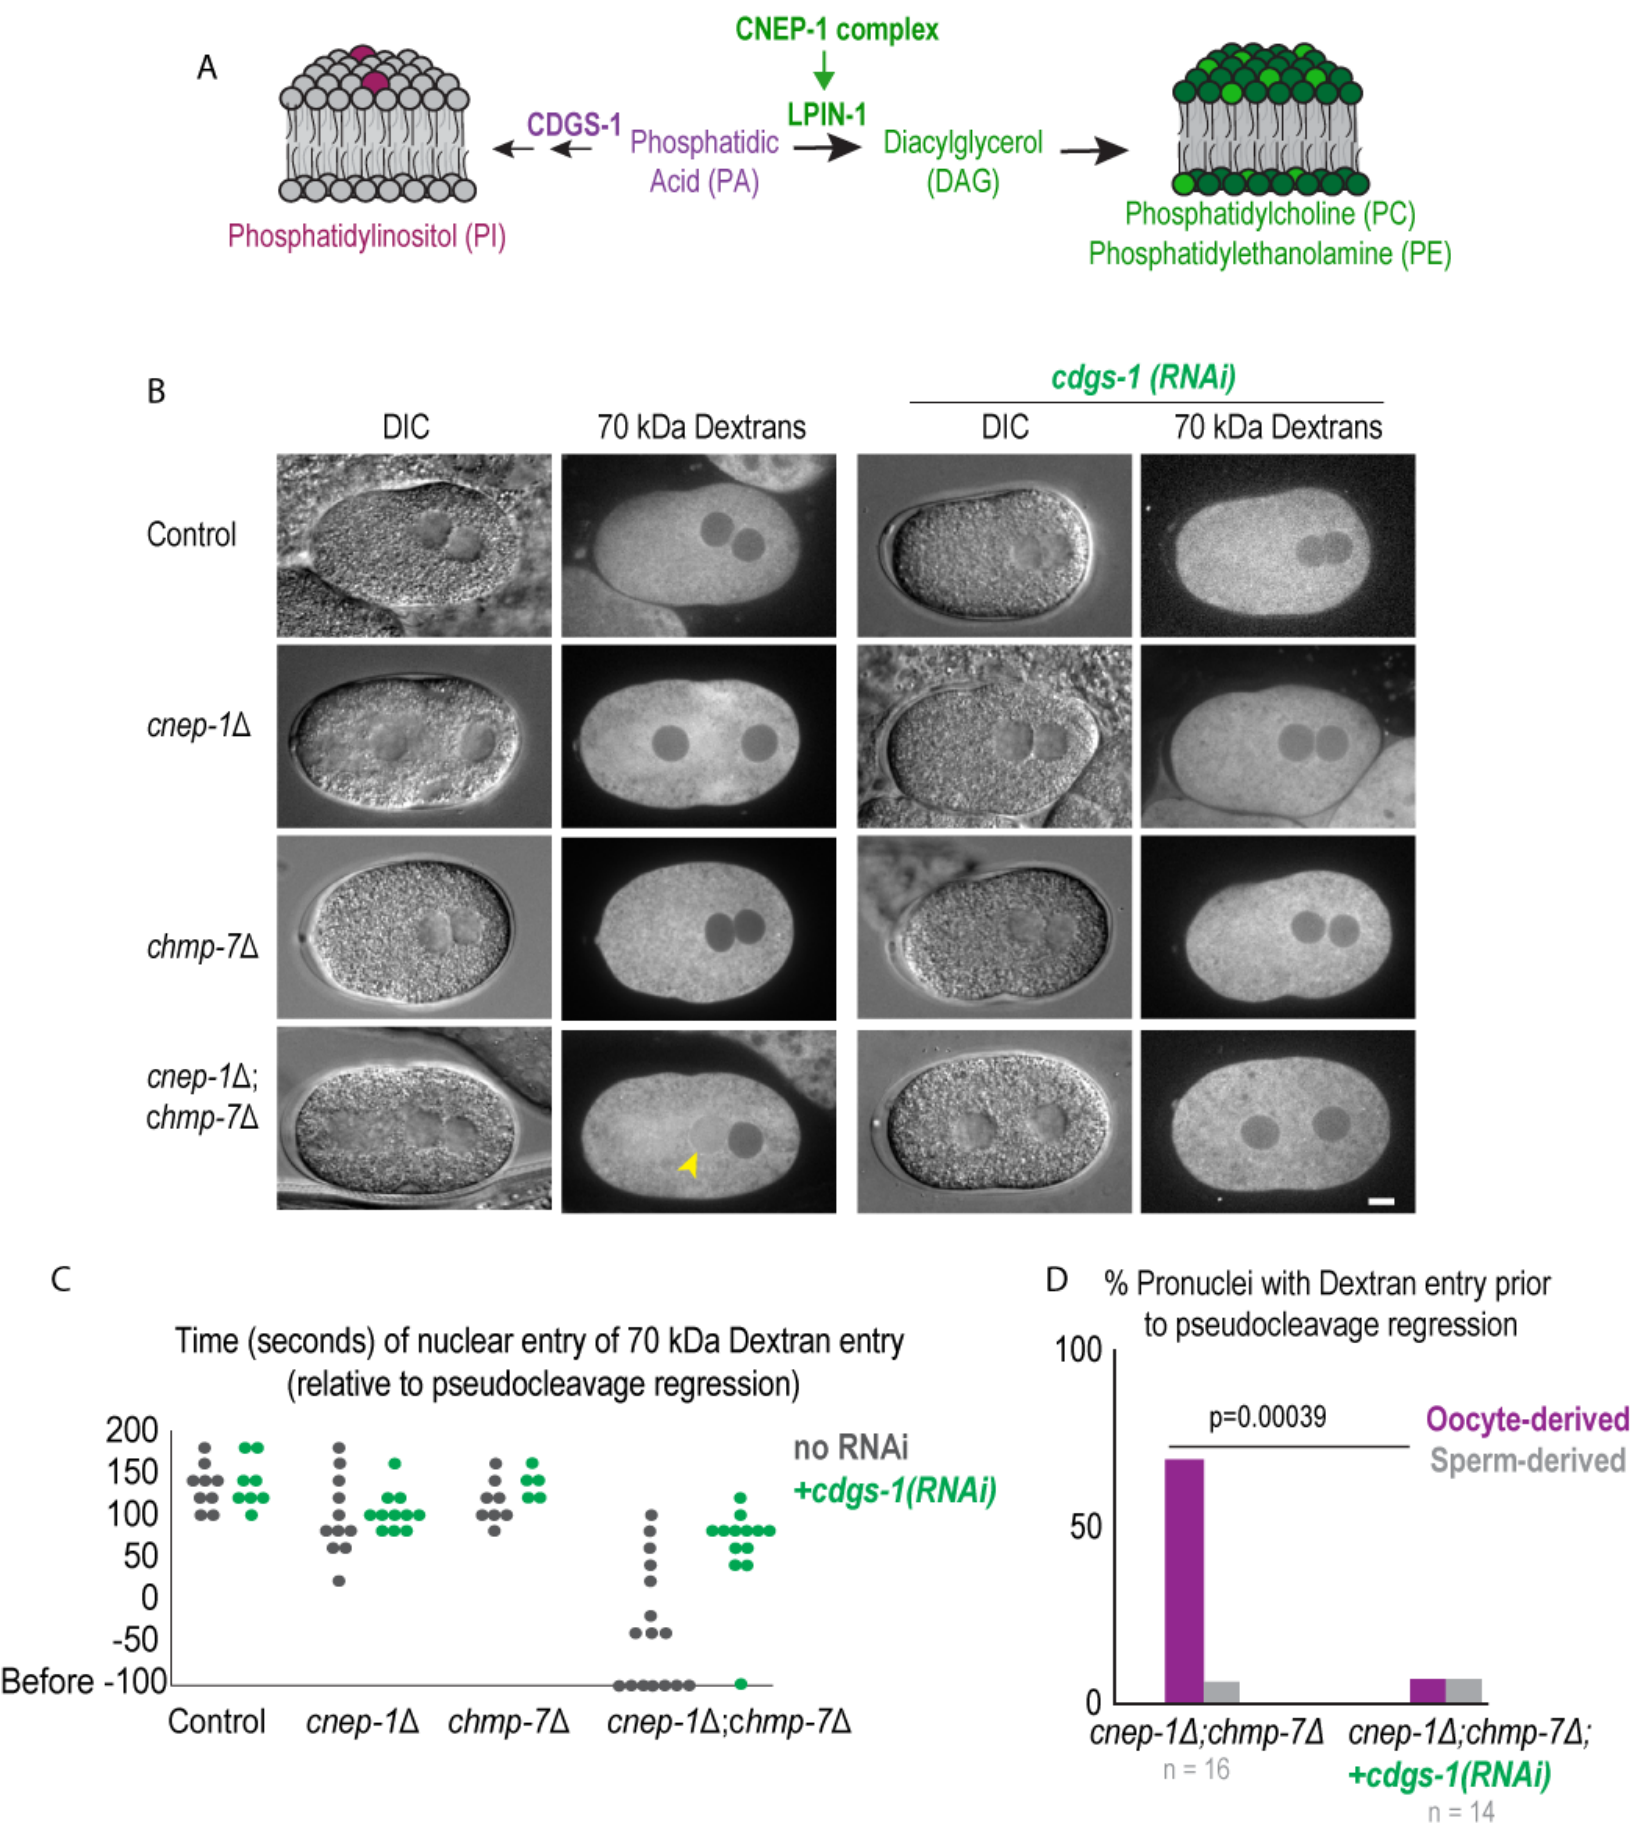 A
CNEP-1 complex
LPIN-1
CDGS-1
Phosphatidic
Acid (PA)
Diacylglycerol
(DAG)
Phosphatidylinositol (PI)
Phosphatidylcholine (PC)
Phosphatidylethanolamine (PE)
B
cdgs-1 (RNAi)
DIC
70 kDa Dextrans
DIC
70 kDa Dextrans
Control
cnep-1Δ
chmp-7Δ
cnep-1Δ;
chmp-7Δ
C
Time (seconds) of nuclear entry of 70 kDa Dextran entry
(relative to pseudocleavage regression)
200
150
100
50
0
-50
Before -100
no RNAi
+cdgs-1(RNAi)
Control
cnep-1Δ
chmp-7Δ
cnep-1Δ;chmp-7Δ
D
% Pronuclei with Dextran entry prior
to pseudocleavage regression
100
50
0
p=0.00039
Oocyte-derived
Sperm-derived
cnep-1Δ;chmp-7Δ
n = 16
cnep-1Δ;chmp-7Δ;
+cdgs-1(RNAi)
n = 14